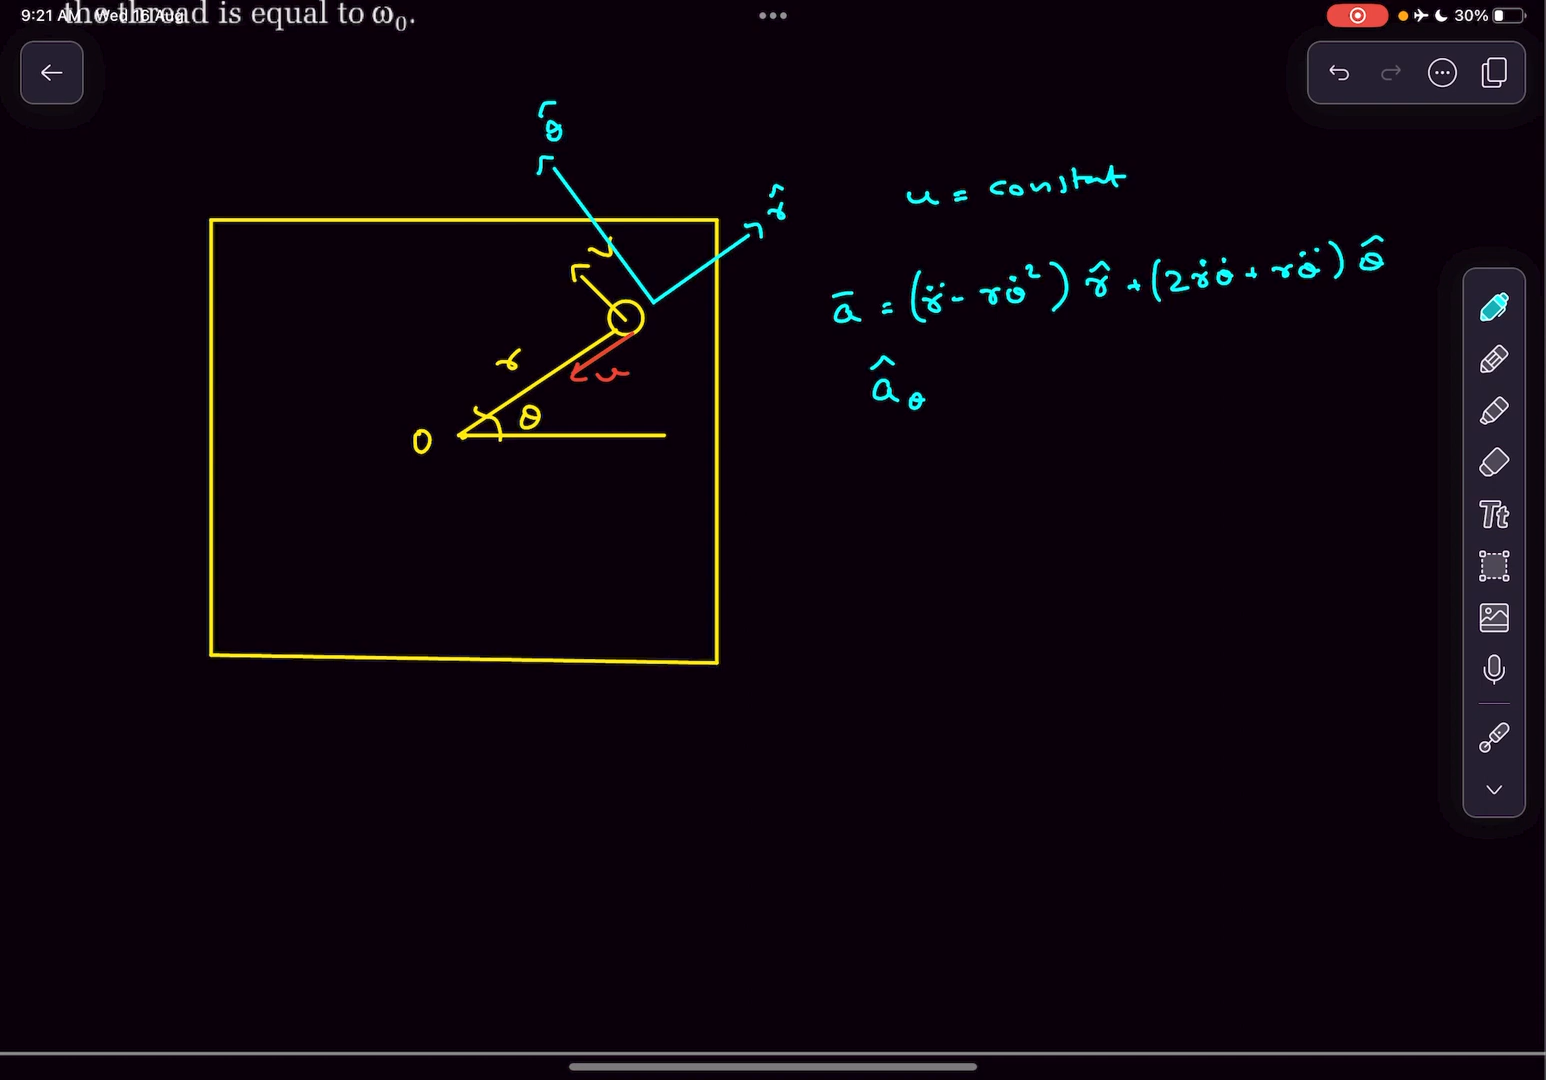 the thread is equal to ω₀.
9:21 AM Wed 16 Aug
30%
θ̂
r̂
u = constant
v
ā = (r̈ - rθ̇²) r̂ + (2ṙθ̇ + rθ̈) θ̂
r
u
â_θ
θ
O
Tt